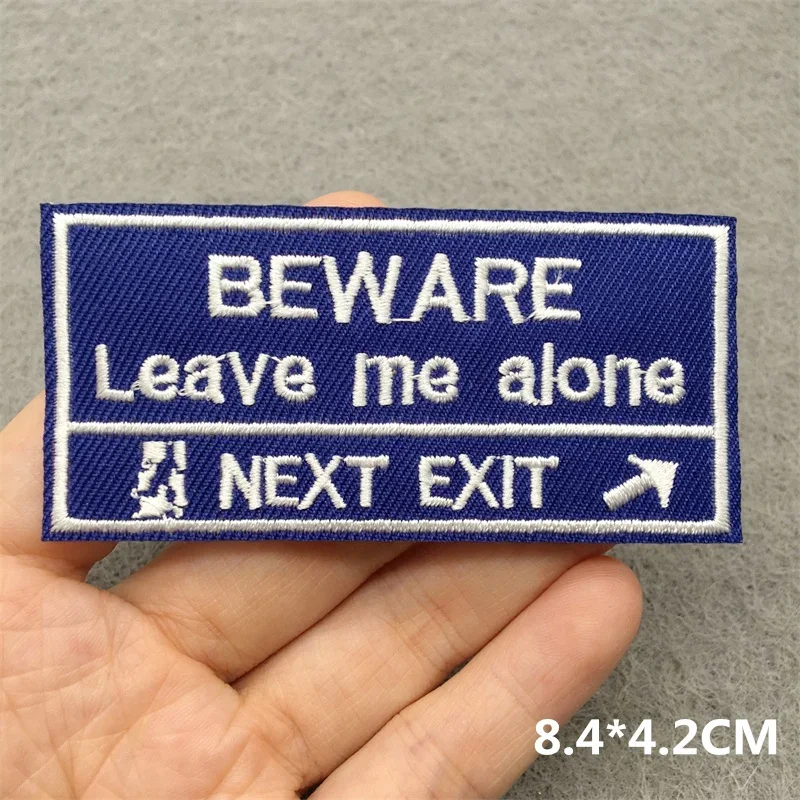 BEWARE
Leave me alone
NEXT EXIT
8.4*4.2CM